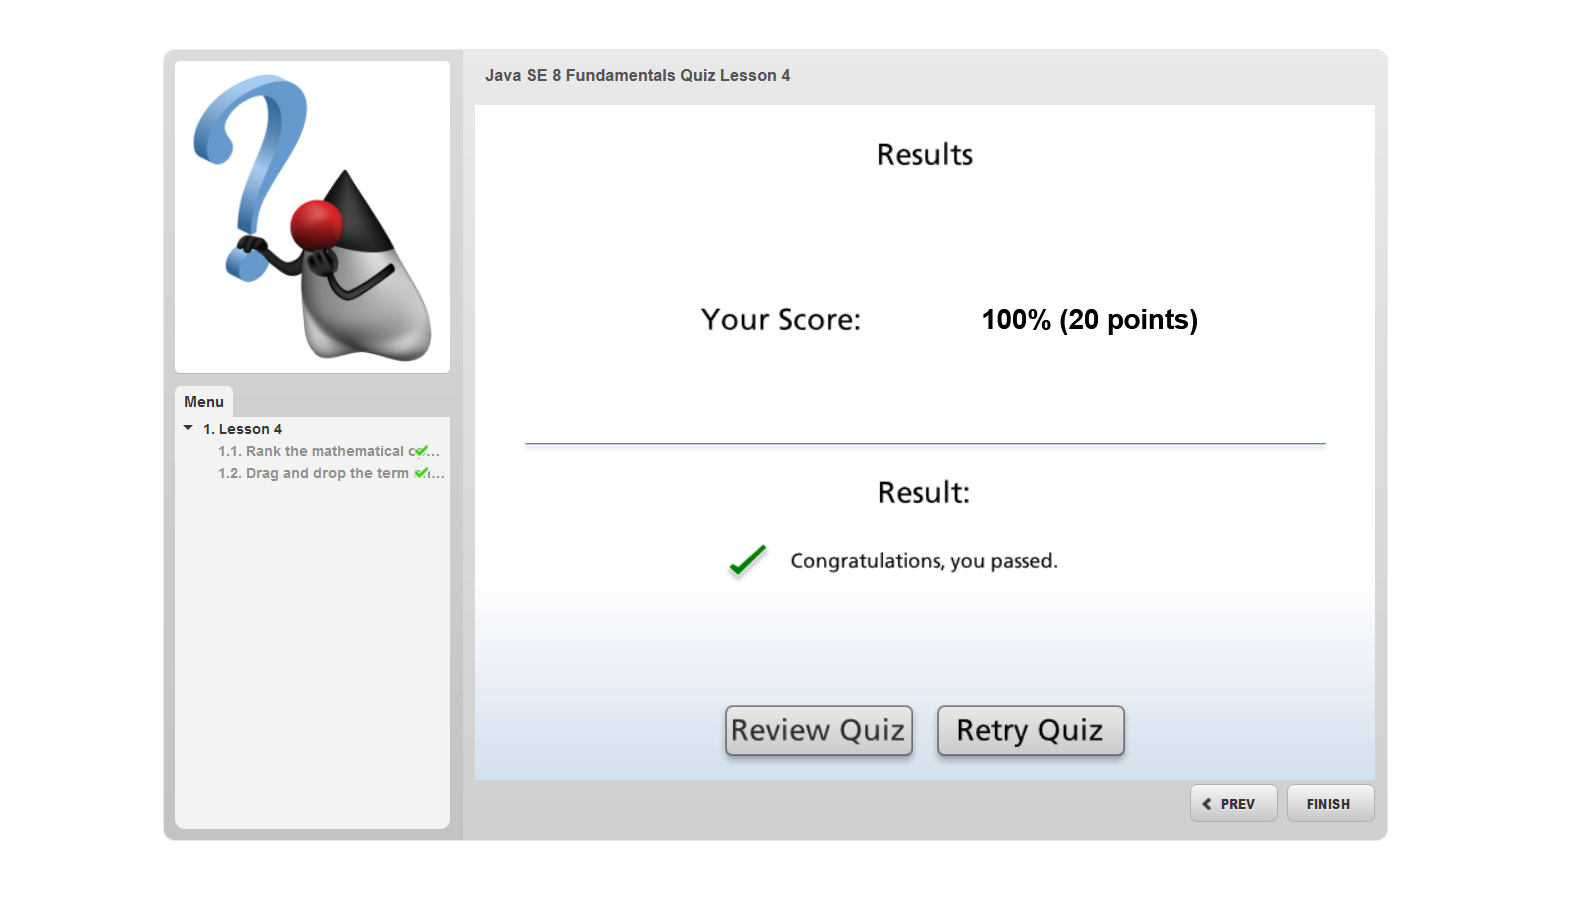 Java SE 8 Fundamentals Quiz Lesson 4
Results
Your Score: 100% (20 points)
Result:
Congratulations, you passed.
Review Quiz Retry Quiz
PREV FINISH
Menu
1. Lesson 4
1.1. Rank the mathematical
1.2. Drag and drop the term